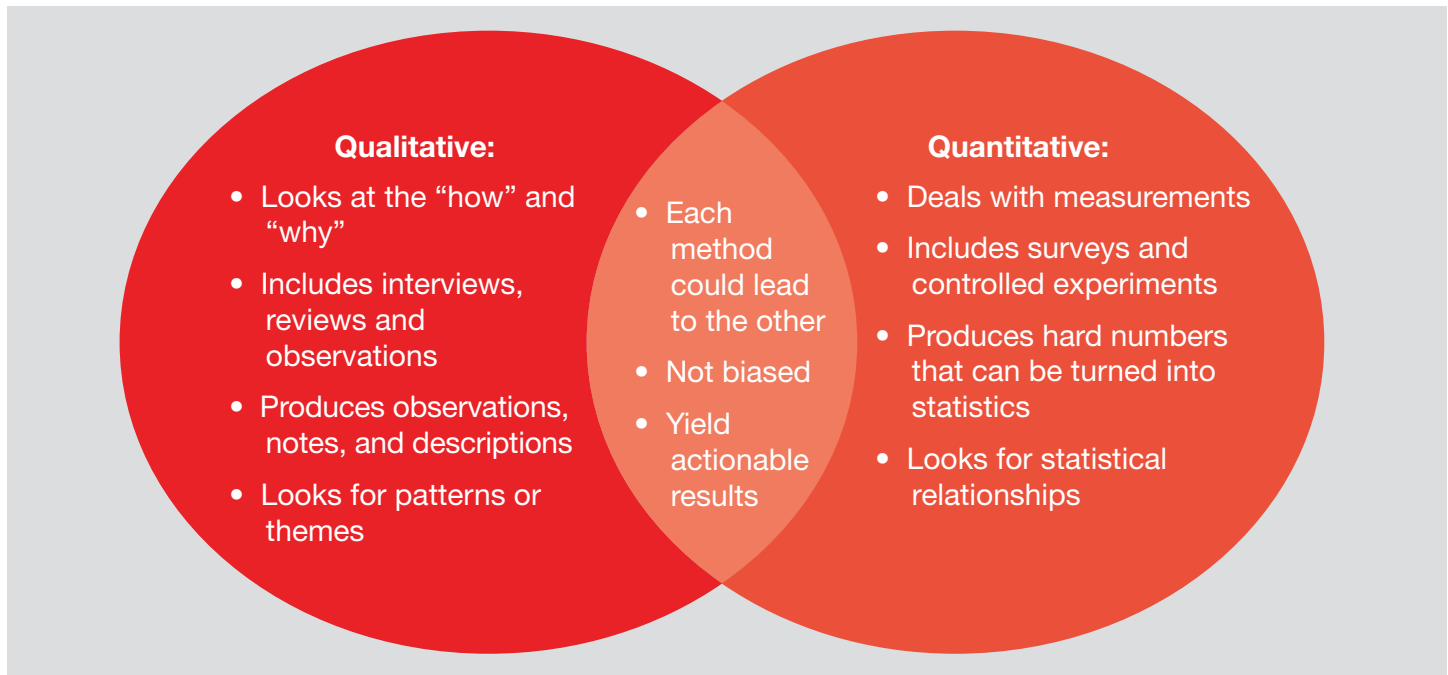 Qualitative:
• Looks at the “how” and
“why”
• Includes interviews,
reviews and
observations
• Produces observations,
notes, and descriptions
• Looks for patterns or
themes
• Each
method
could lead
to the other
• Not biased
• Yield
actionable
results
Quantitative:
• Deals with measurements
• Includes surveys and
controlled experiments
• Produces hard numbers
that can be turned into
statistics
• Looks for statistical
relationships